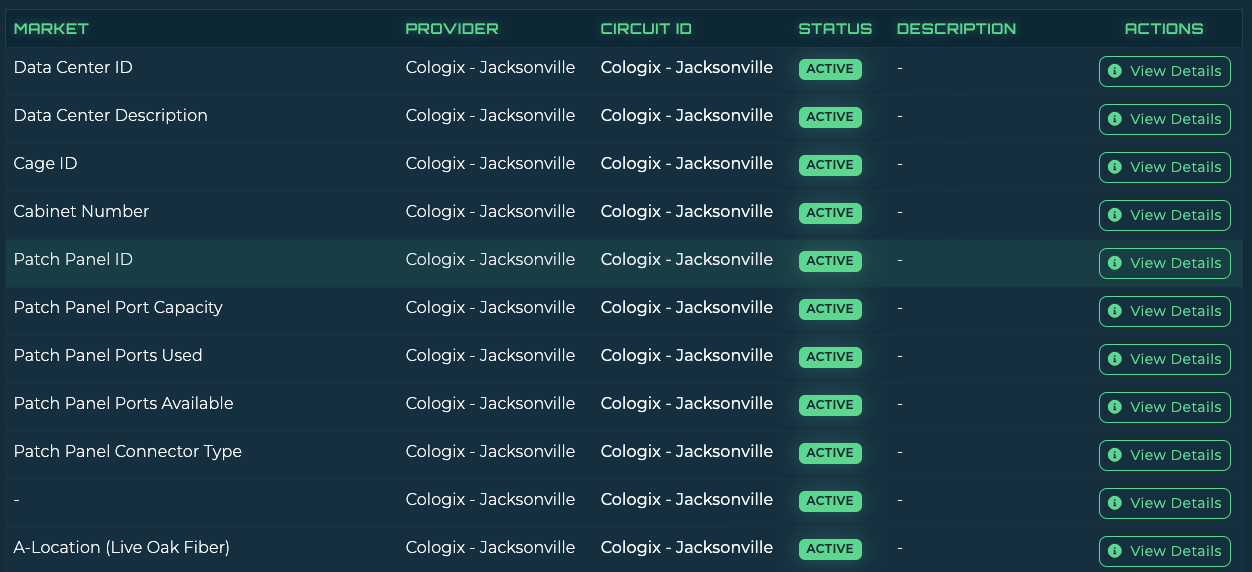 MARKET PROVIDER CIRCUIT ID STATUS DESCRIPTION ACTIONS
Data Center ID Cologix - Jacksonville Cologix - Jacksonville ACTIVE - View Details
Data Center Description Cologix - Jacksonville Cologix - Jacksonville ACTIVE - View Details
Cage ID Cologix - Jacksonville Cologix - Jacksonville ACTIVE - View Details
Cabinet Number Cologix - Jacksonville Cologix - Jacksonville ACTIVE - View Details
Patch Panel ID Cologix - Jacksonville Cologix - Jacksonville ACTIVE - View Details
Patch Panel Port Capacity Cologix - Jacksonville Cologix - Jacksonville ACTIVE - View Details
Patch Panel Ports Used Cologix - Jacksonville Cologix - Jacksonville ACTIVE - View Details
Patch Panel Ports Available Cologix - Jacksonville Cologix - Jacksonville ACTIVE - View Details
Patch Panel Connector Type Cologix - Jacksonville Cologix - Jacksonville ACTIVE - View Details
- Cologix - Jacksonville Cologix - Jacksonville ACTIVE - View Details
A-Location (Live Oak Fiber) Cologix - Jacksonville Cologix - Jacksonville ACTIVE - View Details